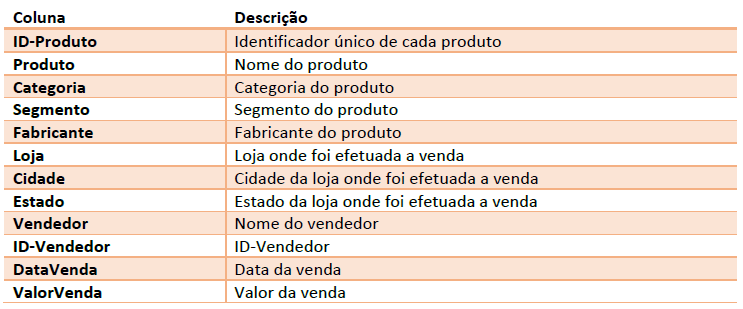 Coluna Descrição
ID-Produto Identificador único de cada produto
Produto Nome do produto
Categoria Categoria do produto
Segmento Segmento do produto
Fabricante Fabricante do produto
Loja Loja onde foi efetuada a venda
Cidade Cidade da loja onde foi efetuada a venda
Estado Estado da loja onde foi efetuada a venda
Vendedor Nome do vendedor
ID-Vendedor ID-Vendedor
DataVenda Data da venda
ValorVenda Valor da venda